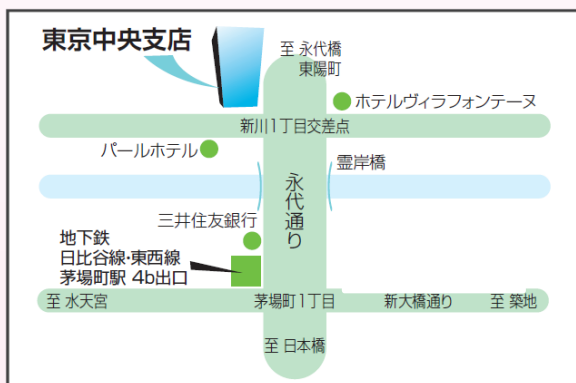 東京中央支店
至 永代橋
東陽町
ホテルヴィラフォンテーヌ
新川1丁目交差点
パールホテル
霊岸橋
永代通り
三井住友銀行
地下鉄
日比谷線・東西線
茅場町駅 4b出口
至 水天宮
茅場町1丁目
新大橋通り
至 築地
至 日本橋